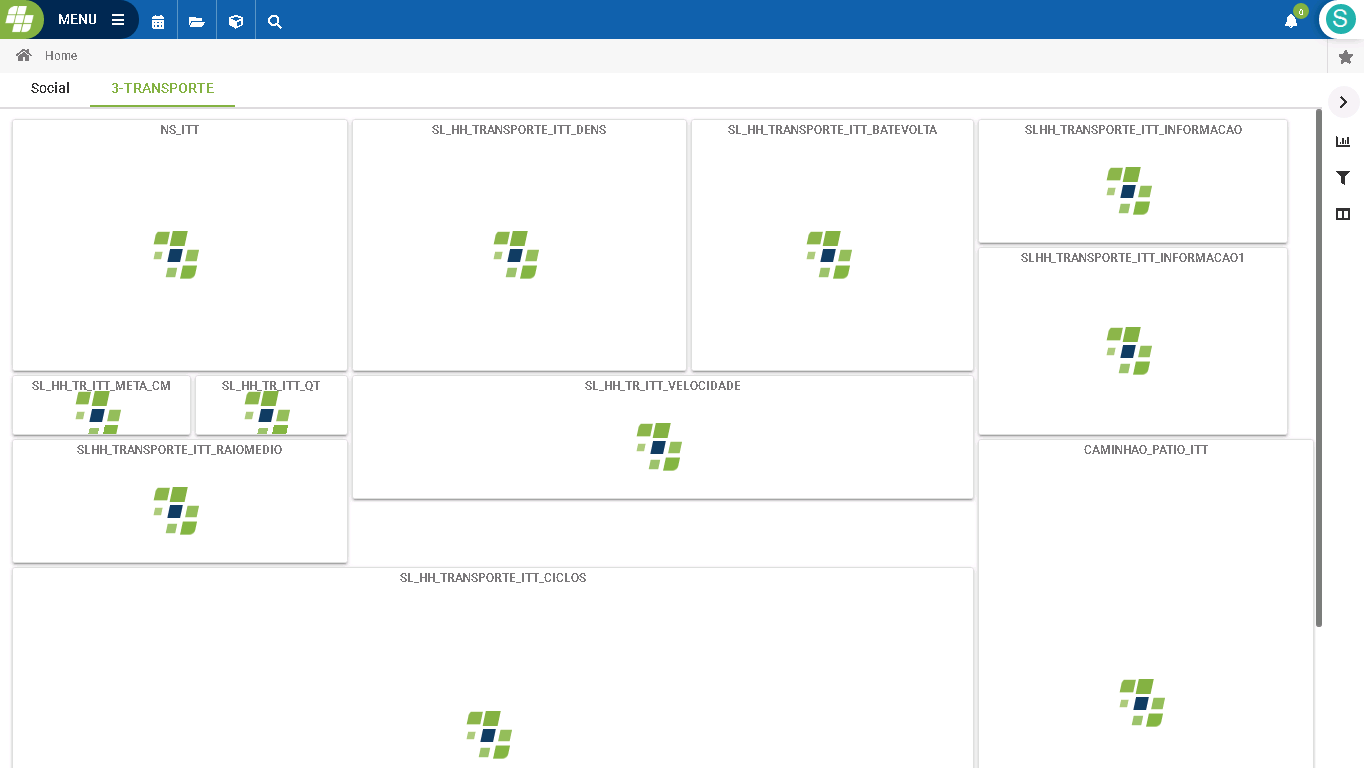 MENU
0
S
Home
Social
3-TRANSPORTE
NS_ITT
SL_HH_TRANSPORTE_ITT_DENS
SL_HH_TRANSPORTE_ITT_BATEVOLTA
SLHH_TRANSPORTE_ITT_INFORMACAO
SLHH_TRANSPORTE_ITT_INFORMACAO1
SL_HH_TR_ITT_META_CM
SL_HH_TR_ITT_QT
SL_HH_TR_ITT_VELOCIDADE
SLHH_TRANSPORTE_ITT_RAIOMEDIO
CAMINHAO_PATIO_ITT
SL_HH_TRANSPORTE_ITT_CICLOS